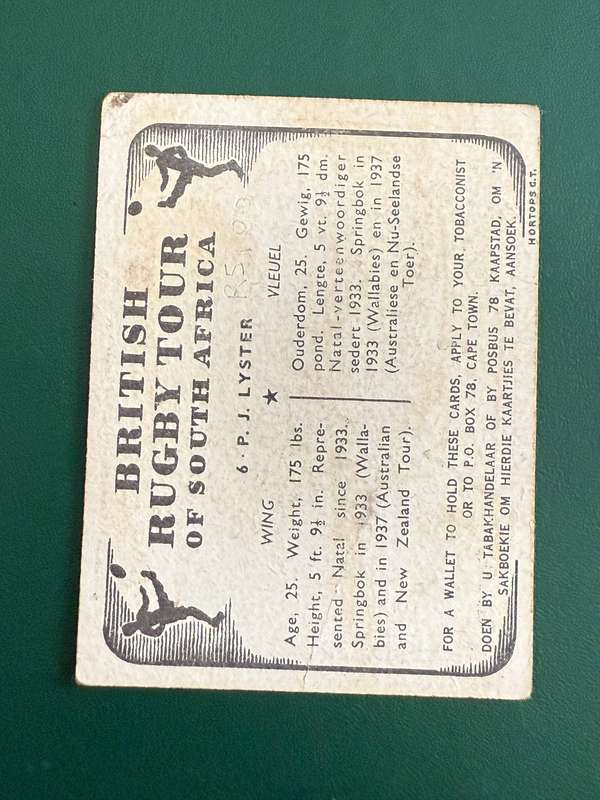 BRITISH
RUGBY TOUR
OF SOUTH AFRICA
6 · P. J. LYSTER
WING
Age, 25. Weight, 175 lbs.
Height, 5 ft. 9½ in. Repre-
sented Natal since 1933.
Springbok in 1933 (Walla-
bies) and in 1937 (Australian
and New Zealand Tour).
VLEUEL
Ouderdom, 25. Gewig, 175
pond. Lengte, 5 vt. 9½ dm.
Natal-verteenwoordiger
sedert 1933. Springbok in
1933 (Wallabies) en in 1937
(Australiese en Nu-Seelandse
Toer).
FOR A WALLET TO HOLD THESE CARDS, APPLY TO YOUR TOBACCONIST
OR TO P.O. BOX 78, CAPE TOWN.
DOEN BY U TABAKHANDELAAR OF BY POSBUS 78 KAAPSTAD, OM 'N
SAKBOEKIE OM HIERDIE KAARTJIES TE BEVAT, AANSOEK.
HORTORS C.T.